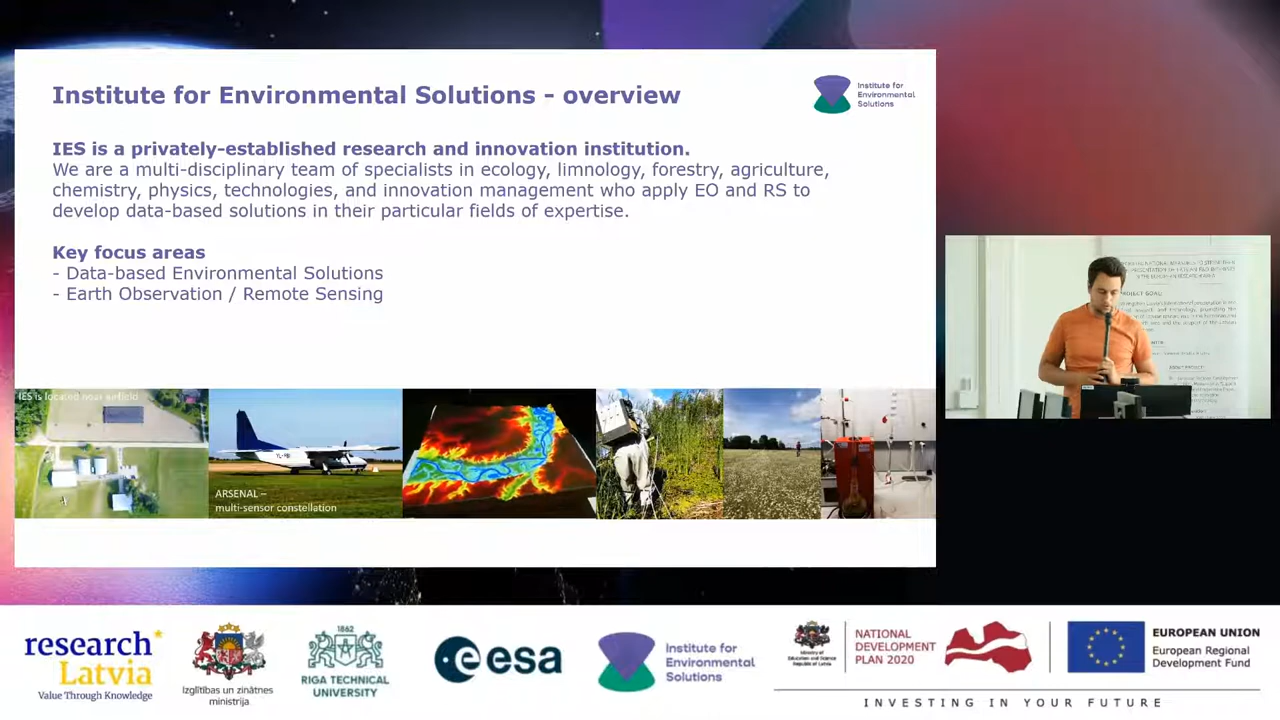 Institute for Environmental Solutions - overview
Institute for
Environmental
Solutions
IES is a privately-established research and innovation institution.
We are a multi-disciplinary team of specialists in ecology, limnology, forestry, agriculture,
chemistry, physics, technologies, and innovation management who apply EO and RS to
develop data-based solutions in their particular fields of expertise.
Key focus areas
- Data-based Environmental Solutions
- Earth Observation / Remote Sensing
IES is located near airfield
ARSENAL –
multi-sensor constellation
PROJECT GOAL:
research
Latvia
Value Through Knowledge
Izglītības un zinātnes
ministrija
1862
RIGA TECHNICAL
UNIVERSITY
esa
Institute for
Environmental
Solutions
Ministry of
Education and Science
Republic of Latvia
NATIONAL
DEVELOPMENT
PLAN 2020
EUROPEAN UNION
European Regional
Development Fund
INVESTING IN YOUR FUTURE